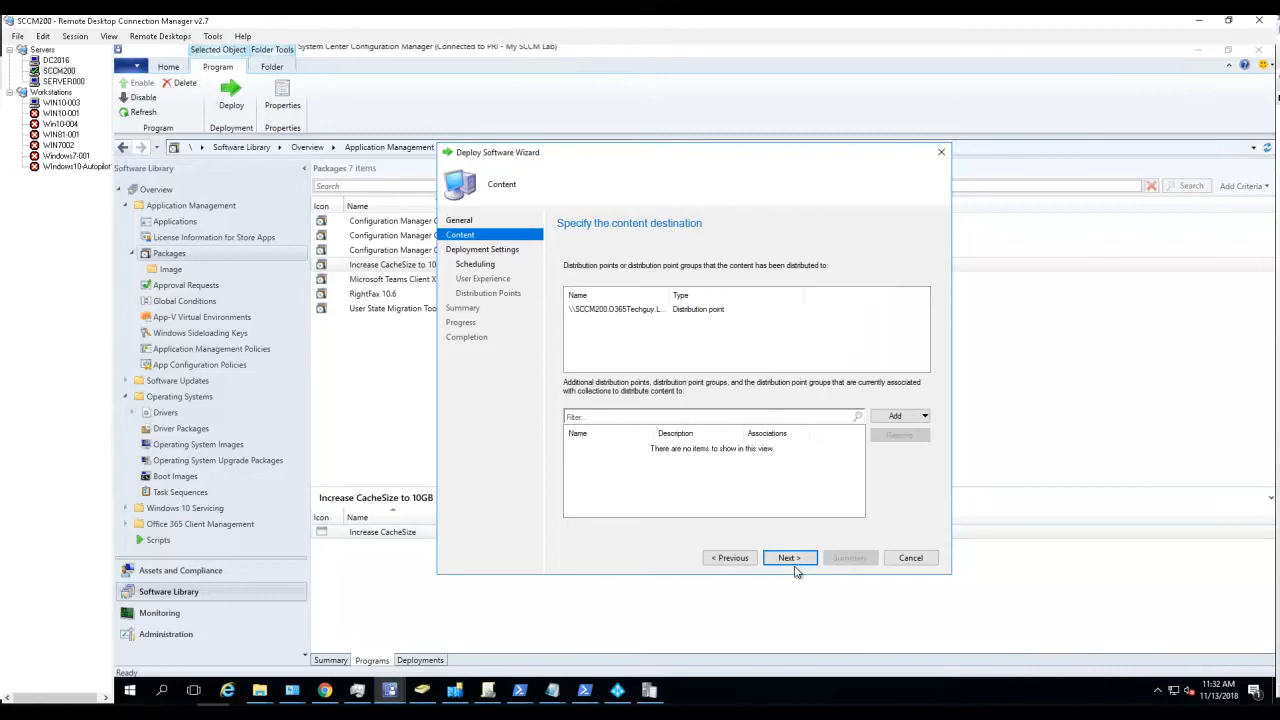 SCCM200 - Remote Desktop Connection Manager v2.7
File Edit Session View Remote Desktops Tools Help
Servers
DC2016
SCCM200
SERVER000
Workstations
WIN10-003
WIN10-001
Win10-004
WIN81-001
WIN7002
Windows7-001
Windows10-Autopilot
Selected Object Folder Tools System Center Configuration Manager (Connected to PRI - My SCCM Lab)
Home Program Folder
Enable Delete
Disable
Refresh
Deploy Properties
Program Deployment Properties
\ Software Library Overview Application Management
Software Library
Overview
Application Management
Applications
License Information for Store Apps
Packages
Image
Approval Requests
Global Conditions
App-V Virtual Environments
Windows Sideloading Keys
Application Management Policies
App Configuration Policies
Software Updates
Operating Systems
Drivers
Driver Packages
Operating System Images
Operating System Upgrade Packages
Boot Images
Task Sequences
Windows 10 Servicing
Office 365 Client Management
Scripts
Assets and Compliance
Software Library
Monitoring
Administration
Ready
Packages 7 items
Search
Search Add Criteria
Icon Name
Configuration Manager C
Configuration Manager C
Configuration Manager C
Increase CacheSize to 10
Microsoft Teams Client X
RightFax 10.6
User State Migration Too
Increase CacheSize to 10GB
Icon Name
Increase CacheSize
Summary Programs Deployments
Deploy Software Wizard
Content
General
Content
Deployment Settings
Scheduling
User Experience
Distribution Points
Summary
Progress
Completion
Specify the content destination
Distribution points or distribution point groups that the content has been distributed to:
Name Type
\\SCCM200.O365Techguy.L... Distribution point
Additional distribution points, distribution point groups, and the distribution point groups that are currently associated
with collections to distribute content to:
Filter... Add
Remove
Name Description Associations
There are no items to show in this view.
< Previous Next > Summary Cancel
11:32 AM
11/13/2018